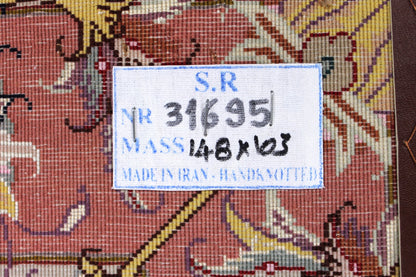 S.R
NR 31695
MASS 148x103
MADE IN IRAN - HANDKNOTTED